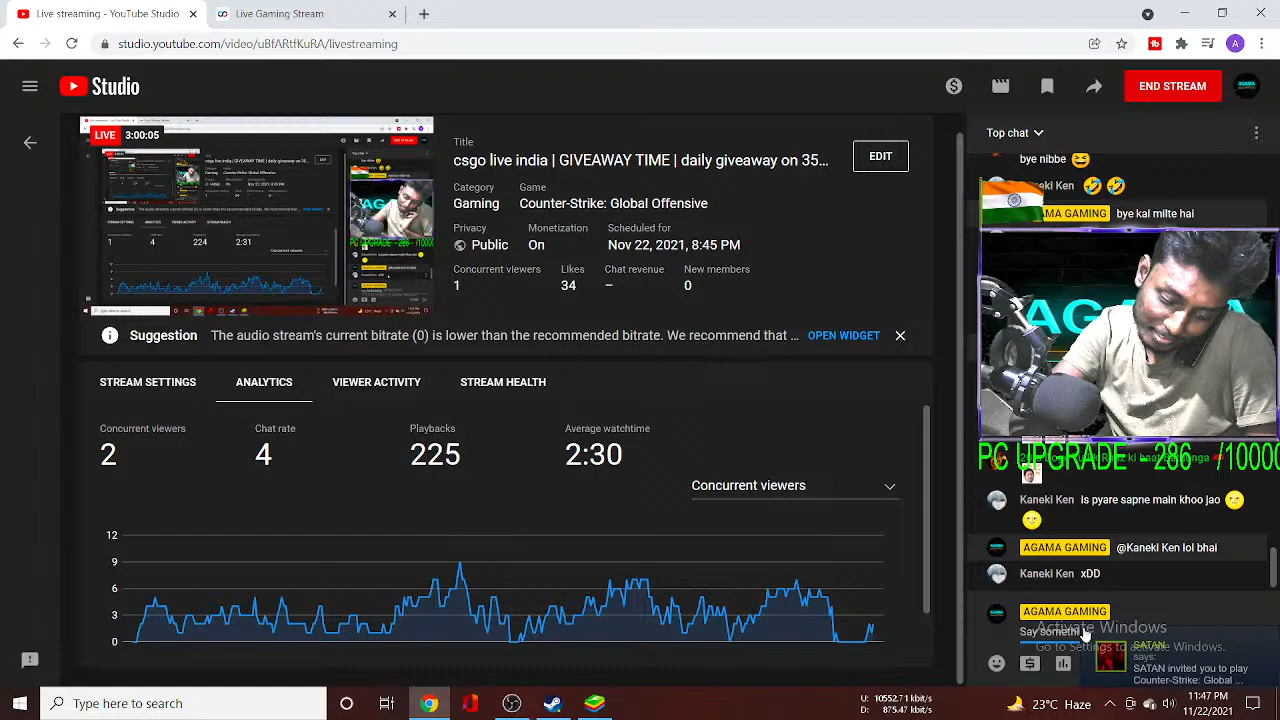 Live streaming - YouTube Studio
Live Gaming Stream
studio.youtube.com/video/uBfARtfKuRA/livestreaming
Studio
END STREAM
LIVE 3:00:05
Title
csgo live india | GIVEAWAY TIME | daily giveaway on 35...
Category
Game
Gaming
Counter-Strike: Global Offensive
Monetization
Scheduled for
Public
On
Nov 22, 2021, 8:45 PM
Concurrent viewers
Likes
Chat revenue
New members
1
34
–
0
Suggestion The audio stream's current bitrate (0) is lower than the recommended bitrate. We recommend that ...
OPEN WIDGET
STREAM SETTINGS
ANALYTICS
VIEWER ACTIVITY
STREAM HEALTH
Concurrent viewers
Chat rate
Playbacks
Average watchtime
2
4
225
2:30
Concurrent viewers
12
9
6
3
0
Top chat
bye nibbe 😆
Ken 🤣🤣
AGAMA GAMING bye kal milte hai
PC UPGRADE - 286 /10000
Kaneki Ken is pyare sapne main khoo jao 🌝
🌝
AGAMA GAMING @Kaneki Ken lol bhai
Kaneki Ken xDD
AGAMA GAMING
Activate Windows
Go to Settings to activate Windows.
SATAN
says:
SATAN invited you to play
Counter-Strike: Global ...
Type here to search
U: 10552.71 kbit/s
D: 875.47 kbit/s
23°C Haze
11:47 PM
11/22/2021